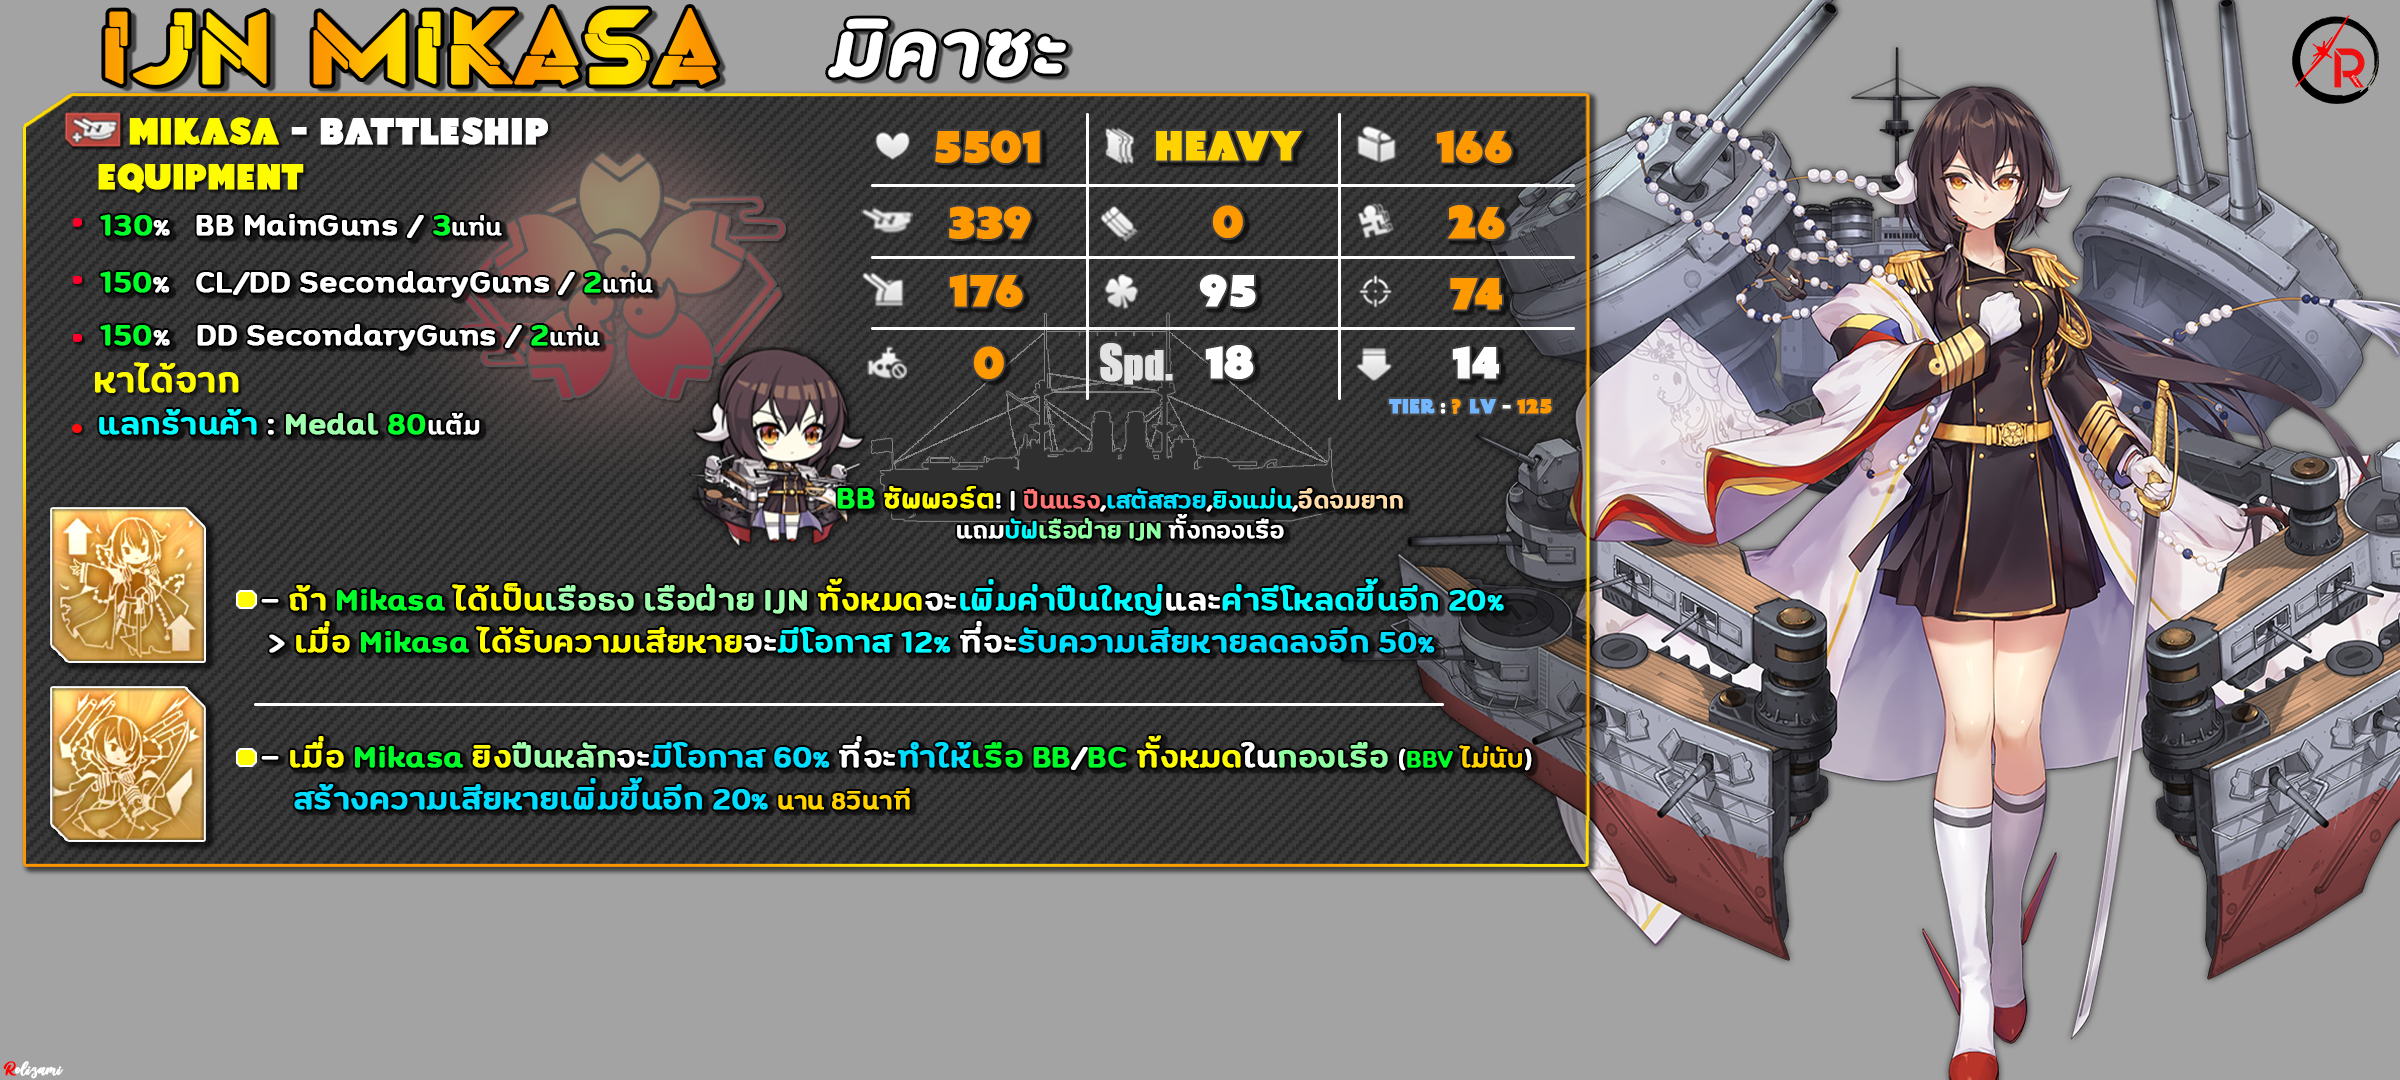 IJN MIKASA มิคาซะ
R
MIKASA - BATTLESHIP
EQUIPMENT
130% BB MainGuns / 3แท่น
150% CL/DD SecondaryGuns / 2แท่น
150% DD SecondaryGuns / 2แท่น
หาได้จาก
แลกร้านค้า : Medal 80แต้ม
5501 HEAVY 166
339 0 26
176 95 74
0 Spd. 18 14
TIER : ? LV - 125
BB ซัพพอร์ต! | ปืนแรง,เสตัสสวย,ยิงแม่น,อึดจมยาก
แถมบัฟเรือฝ่าย IJN ทั้งกองเรือ
– ถ้า Mikasa ได้เป็นเรือธง เรือฝ่าย IJN ทั้งหมดจะเพิ่มค่าปืนใหญ่และค่ารีโหลดขึ้นอีก 20%
> เมื่อ Mikasa ได้รับความเสียหายจะมีโอกาส 12% ที่จะรับความเสียหายลดลงอีก 50%
– เมื่อ Mikasa ยิงปืนหลักจะมีโอกาส 60% ที่จะทำให้เรือ BB/BC ทั้งหมดในกองเรือ (BBV ไม่นับ)
สร้างความเสียหายเพิ่มขึ้นอีก 20% นาน 8วินาที
Rolizami